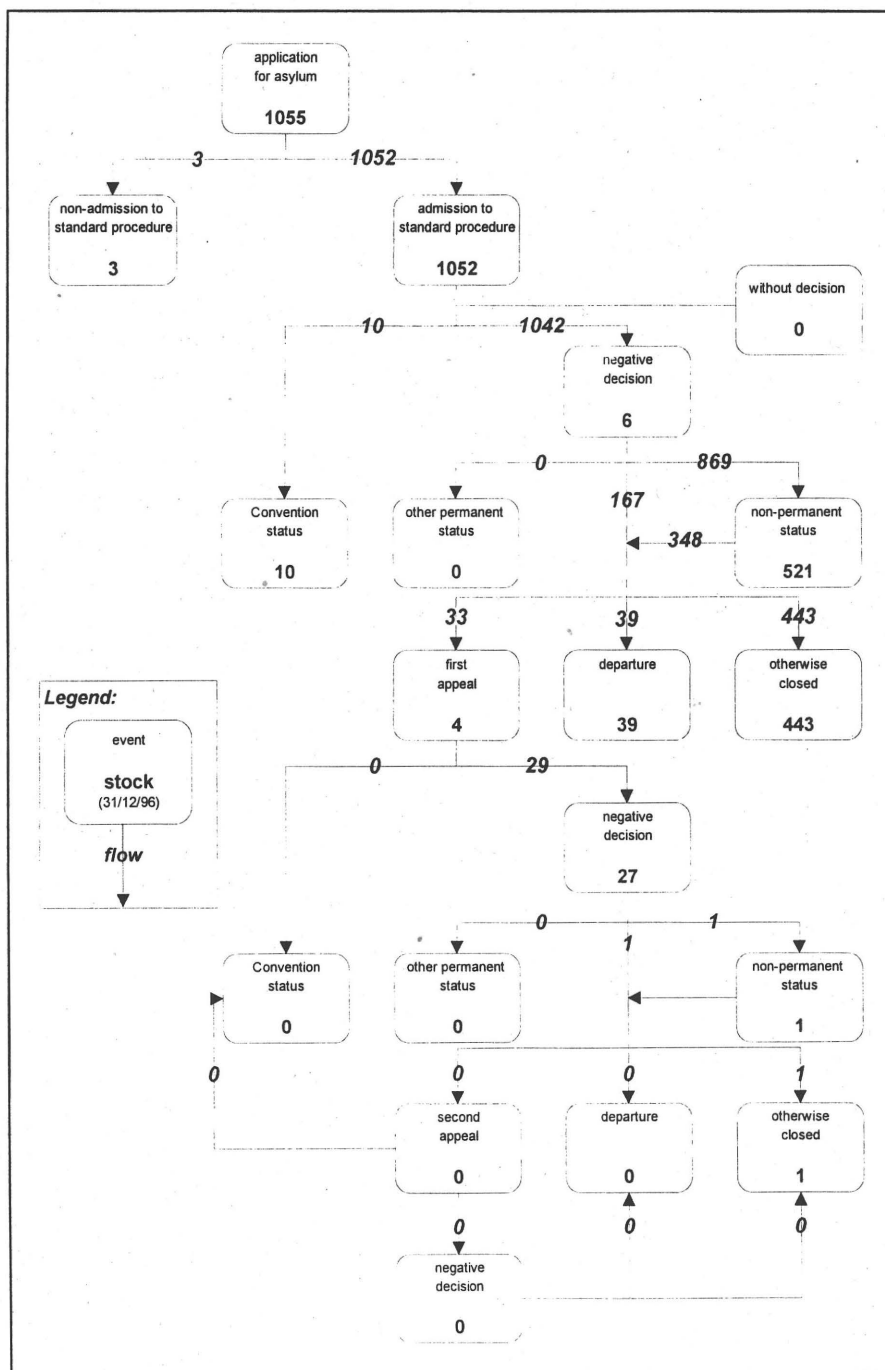 application
for asylum
1055
3 1052
non-admission to
standard procedure
3
admission to
standard procedure
1052
without decision
0
10 1042
negative
decision
6
0 869
167
Convention
status
10
other permanent
status
0
non-permanent
status
521
348
33 39 443
first
appeal
4
departure
39
otherwise
closed
443
Legend:
event
stock
(31/12/96)
flow
0 29
negative
decision
27
0 1
1
Convention
status
0
other permanent
status
0
non-permanent
status
1
0 0 0 1
second
appeal
0
departure
0
otherwise
closed
1
0 0 0
negative
decision
0